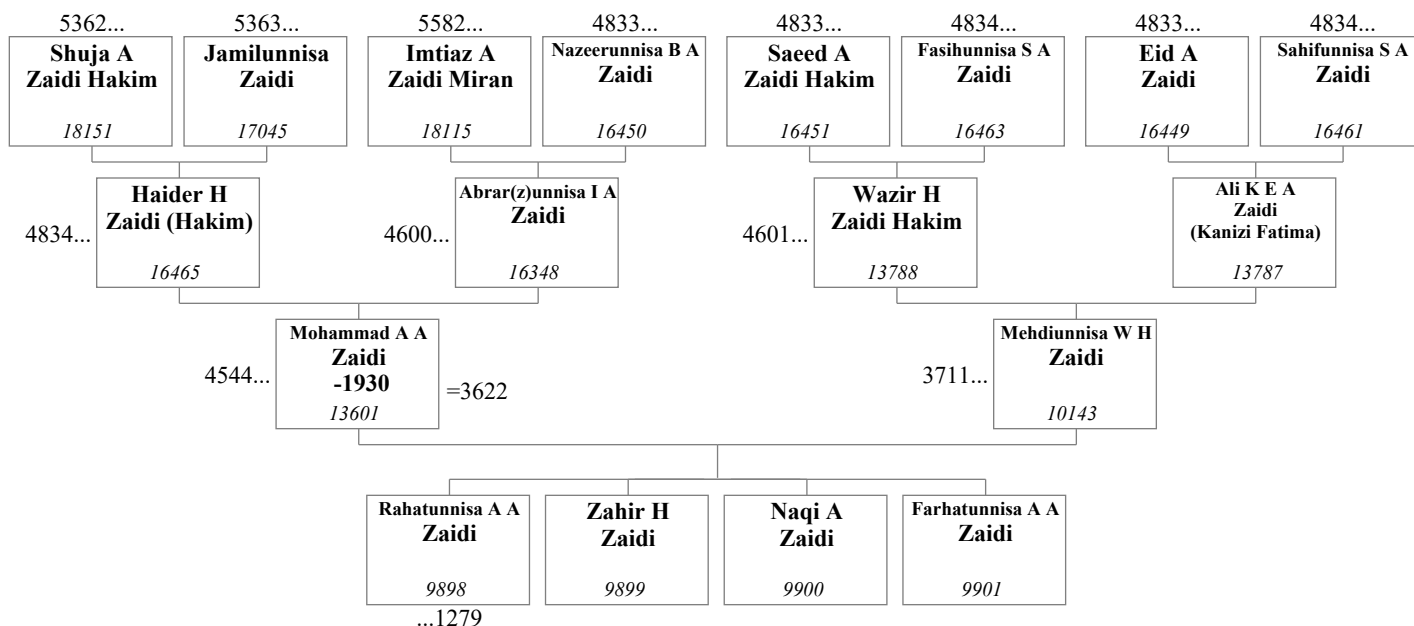 5362... 5363... 5582... 4833... 4833... 4834... 4833... 4834...
Shuja A
Zaidi Hakim
18151
Jamilunnisa
Zaidi
17045
Imtiaz A
Zaidi Miran
18115
Nazeerunnisa B A
Zaidi
16450
Saeed A
Zaidi Hakim
16451
Fasihunnisa S A
Zaidi
16463
Eid A
Zaidi
16449
Sahifunnisa S A
Zaidi
16461
4834...
Haider H
Zaidi (Hakim)
16465
4600...
Abrar(z)unnisa I A
Zaidi
16348
4601...
Wazir H
Zaidi Hakim
13788
Ali K E A
Zaidi
(Kanizi Fatima)
13787
4544...
Mohammad A A
Zaidi
-1930
13601
=3622
3711...
Mehdiunnisa W H
Zaidi
10143
Rahatunnisa A A
Zaidi
9898
...1279
Zahir H
Zaidi
9899
Naqi A
Zaidi
9900
Farhatunnisa A A
Zaidi
9901